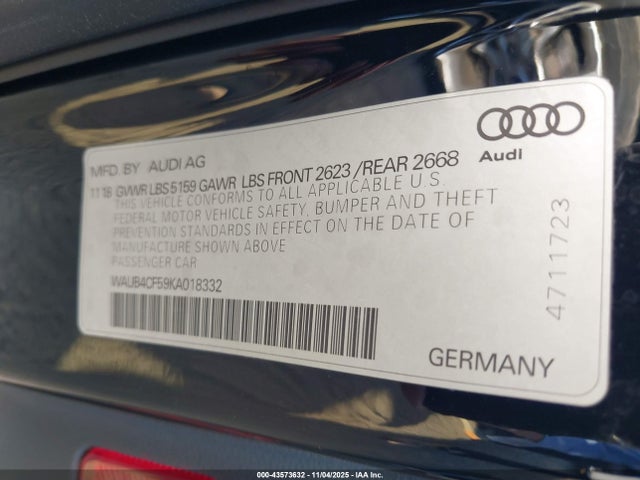 Audi
MFD. BY AUDI AG
11 18 GVWR LBS 5159 GAWR LBS FRONT 2623 / REAR 2668
THIS VEHICLE CONFORMS TO ALL APPLICABLE U.S.
FEDERAL MOTOR VEHICLE SAFETY, BUMPER AND THEFT
PREVENTION STANDARDS IN EFFECT ON THE DATE OF
MANUFACTURE SHOWN ABOVE
PASSENGER CAR
WAUB4CF59KA018332
4711723
GERMANY
00-43573632 - 11/04/2025 - IAA Inc.